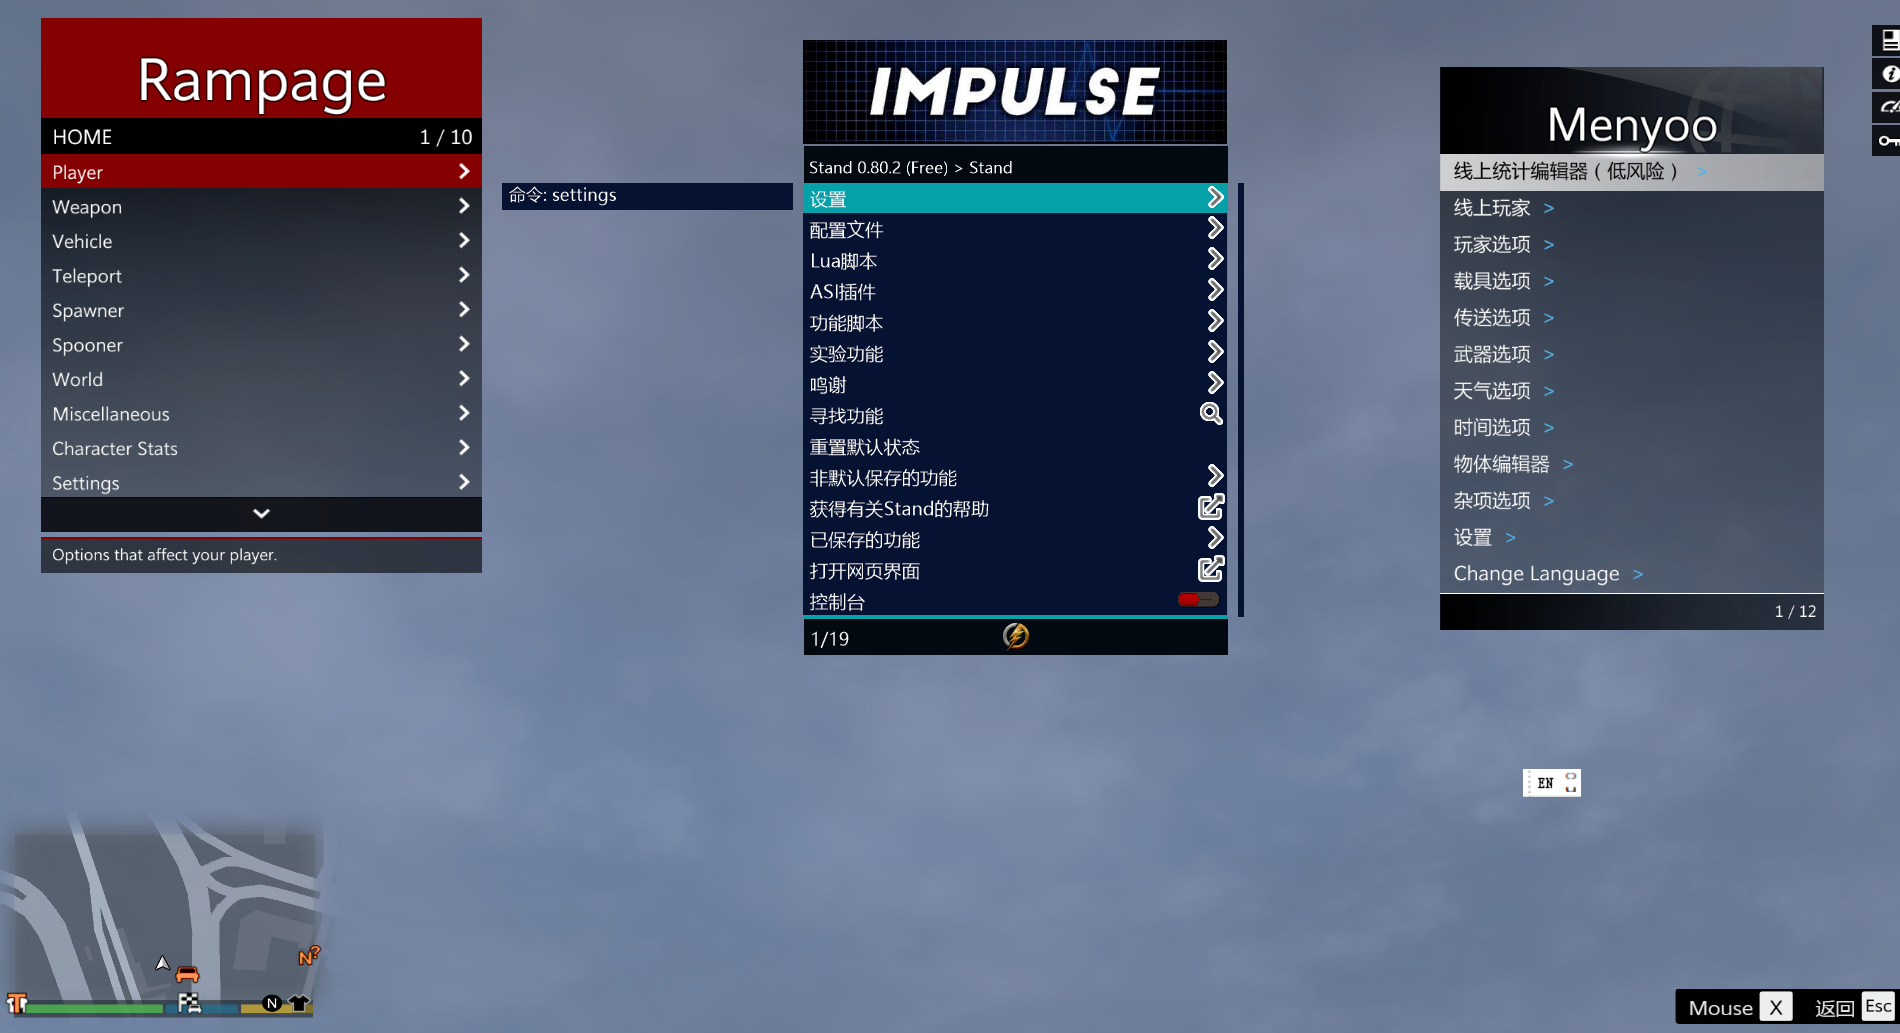 Rampage
HOME 1 / 10
Player
Weapon
Vehicle
Teleport
Spawner
Spooner
World
Miscellaneous
Character Stats
Settings
Options that affect your player.
命令: settings
IMPULSE
Stand 0.80.2 (Free) > Stand
设置
配置文件
Lua脚本
ASI插件
功能脚本
实验功能
鸣谢
寻找功能
重置默认状态
非默认保存的功能
获得有关Stand的帮助
已保存的功能
打开网页界面
控制台
1/19
Menyoo
线上统计编辑器 ( 低风险 ) >
线上玩家 >
玩家选项 >
载具选项 >
传送选项 >
武器选项 >
天气选项 >
时间选项 >
物体编辑器 >
杂项选项 >
设置 >
Change Language >
1 / 12
EN
N?
N
Mouse X 返回 Esc